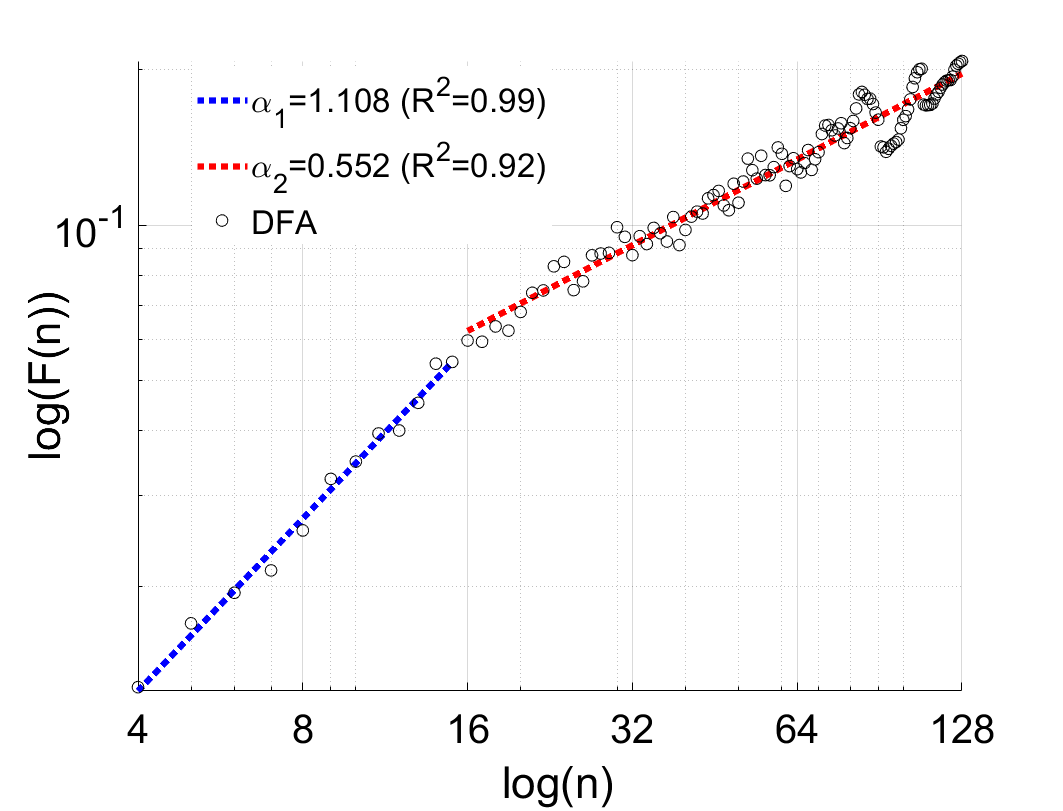 α1=1.108 (R2=0.99)
α2=0.552 (R2=0.92)
DFA
10-1
log(F(n))
4 8 16 32 64 128
log(n)